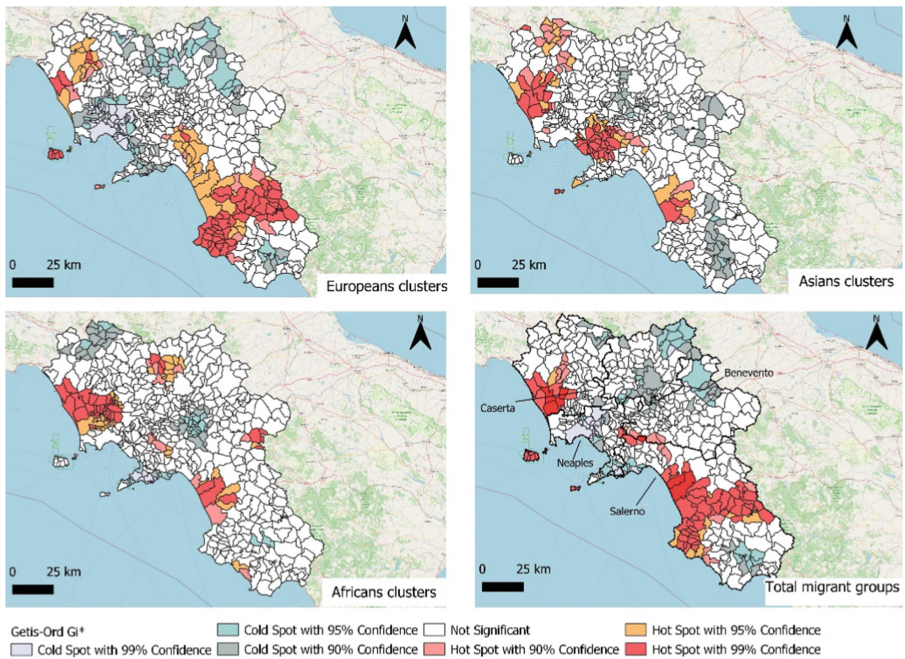 N
0 25 km
Europeans clusters
N
0 25 km
Asians clusters
N
0 25 km
Africans clusters
N
Benevento
Caserta
Neaples
Salerno
0 25 km
Total migrant groups
Getis-Ord Gi*
Cold Spot with 99% Confidence
Cold Spot with 95% Confidence
Cold Spot with 90% Confidence
Not Significant
Hot Spot with 90% Confidence
Hot Spot with 95% Confidence
Hot Spot with 99% Confidence